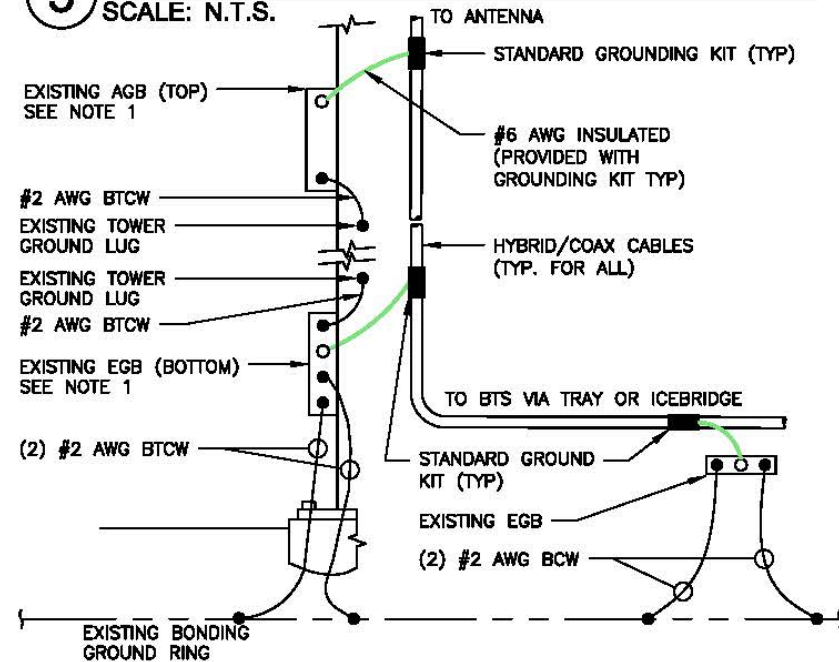 SCALE: N.T.S.
TO ANTENNA
STANDARD GROUNDING KIT (TYP)
EXISTING AGB (TOP)
SEE NOTE 1
#6 AWG INSULATED
(PROVIDED WITH
GROUNDING KIT TYP)
#2 AWG BTCW
EXISTING TOWER
GROUND LUG
HYBRID/COAX CABLES
(TYP. FOR ALL)
EXISTING TOWER
GROUND LUG
#2 AWG BTCW
EXISTING EGB (BOTTOM)
SEE NOTE 1
TO BTS VIA TRAY OR ICEBRIDGE
(2) #2 AWG BTCW
STANDARD GROUND
KIT (TYP)
EXISTING EGB
(2) #2 AWG BCW
EXISTING BONDING
GROUND RING